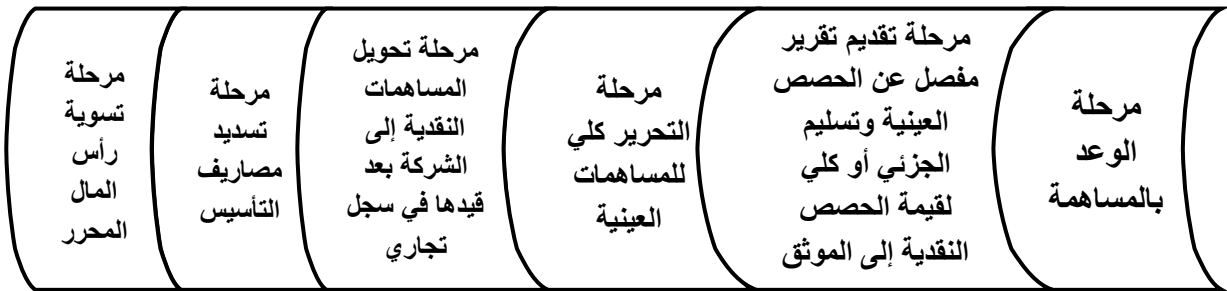 مرحلة
الوعد
بالمساهمة
مرحلة تقديم تقرير
مفصل عن الحصص
العينية وتسليم
الجزئي أو كلي
لقيمة الحصص
النقدية إلى الموثق
مرحلة
التحرير كلي
للمساهمات
العينية
مرحلة تحويل
المساهمات
النقدية إلى
الشركة بعد
قيدها في سجل
تجاري
مرحلة
تسديد
مصاريف
التأسيس
مرحلة
تسوية
رأس
المال
المحرر